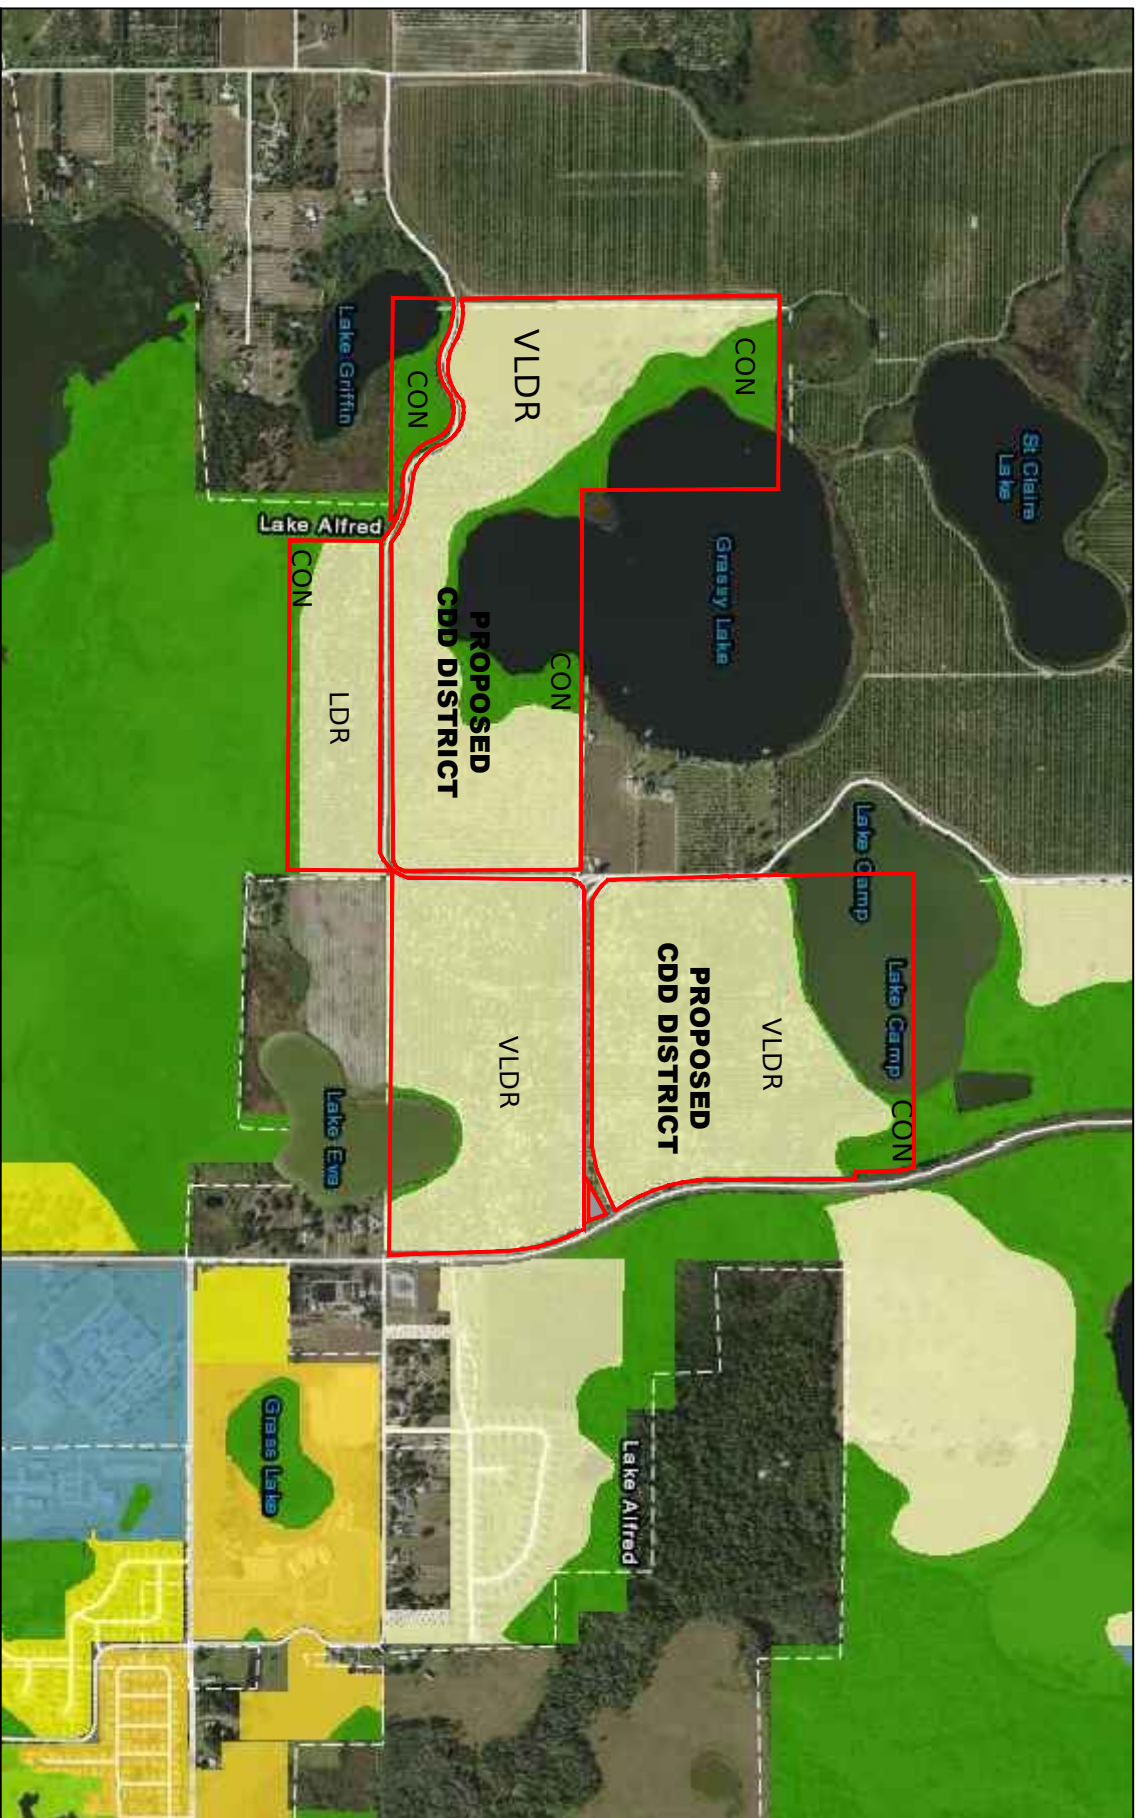 St Claire
Lake
Lake Camp
CON
Lake Camp
VLDR
CON
Grassy Lake
PROPOSED
CDD DISTRICT
Lake Alfred
CON
VLDR
VLDR
PROPOSED
CDD DISTRICT
CON
Lake Griffin
LDR
Lake Eva
Lake Alfred
CON
Grass Lake